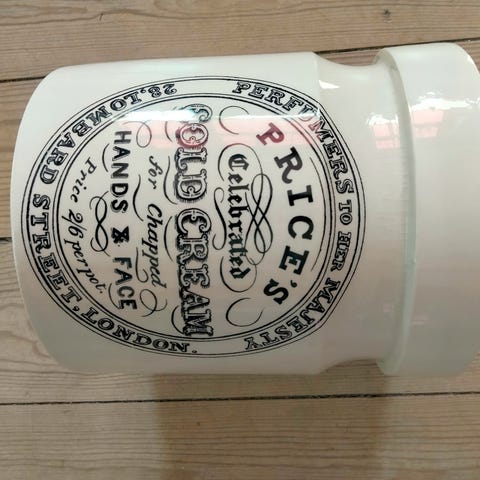 PERFUMERS TO HER MAJESTY
PRICE'S
Celebrated
COLD CREAM
for Chapped
HANDS & FACE
Price 2/6 per pot.
28, LOMBARD STREET, LONDON.